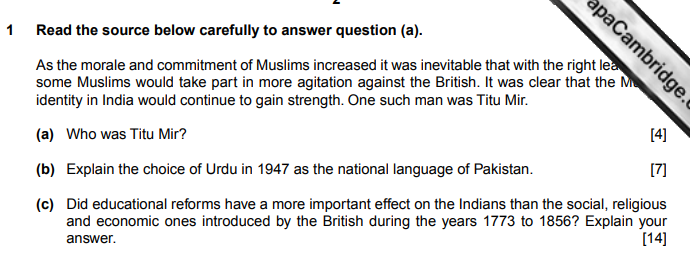 1 Read the source below carefully to answer question (a).
As the morale and commitment of Muslims increased it was inevitable that with the right
some Muslims would take part in more agitation against the British. It was clear that the
identity in India would continue to gain strength. One such man was Titu Mir.
(a) Who was Titu Mir? [4]
(b) Explain the choice of Urdu in 1947 as the national language of Pakistan. [7]
(c) Did educational reforms have a more important effect on the Indians than the social, religious
and economic ones introduced by the British during the years 1773 to 1856? Explain your
answer. [14]
apaCambridge.